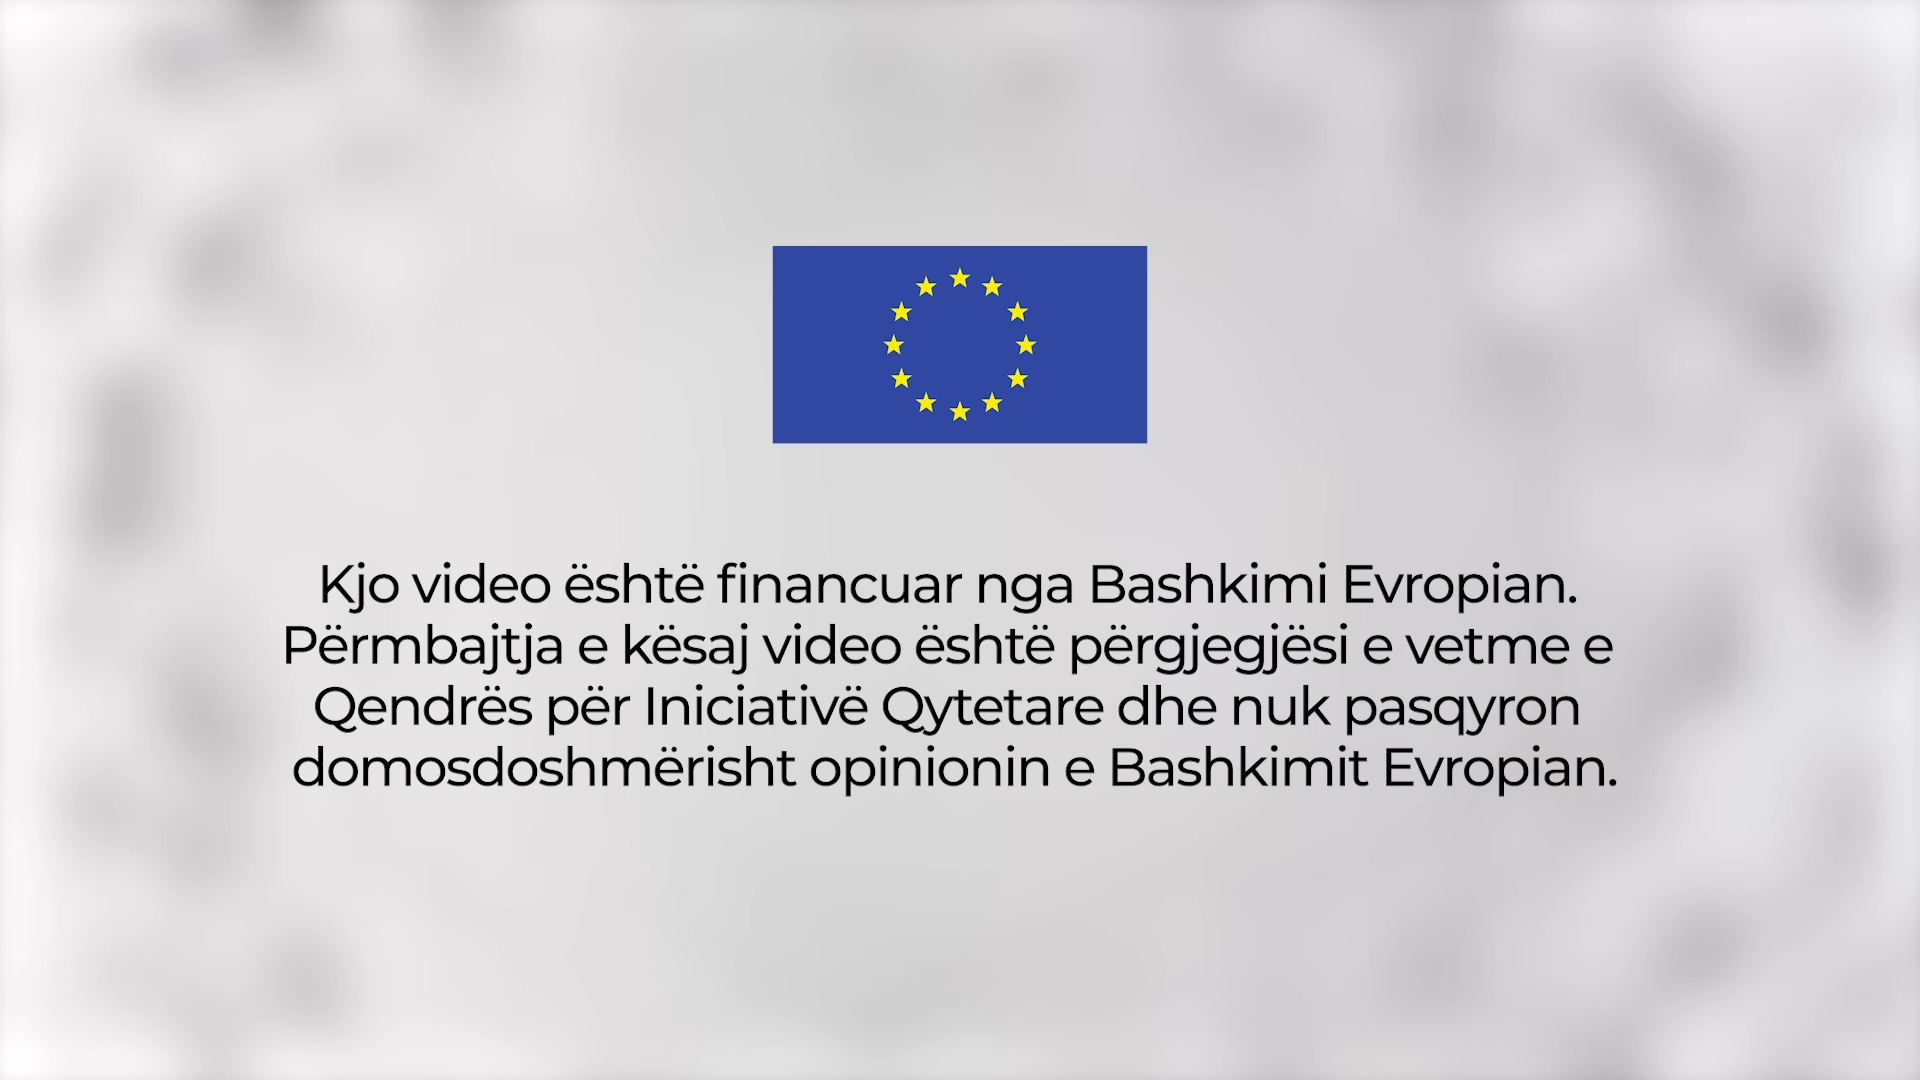 Kjo video është financuar nga Bashkimi Evropian.
Përmbajtja e kësaj video është përgjegjësi e vetme e
Qendrës për Iniciativë Qytetare dhe nuk pasqyron
domosdoshmërisht opinionin e Bashkimit Evropian.